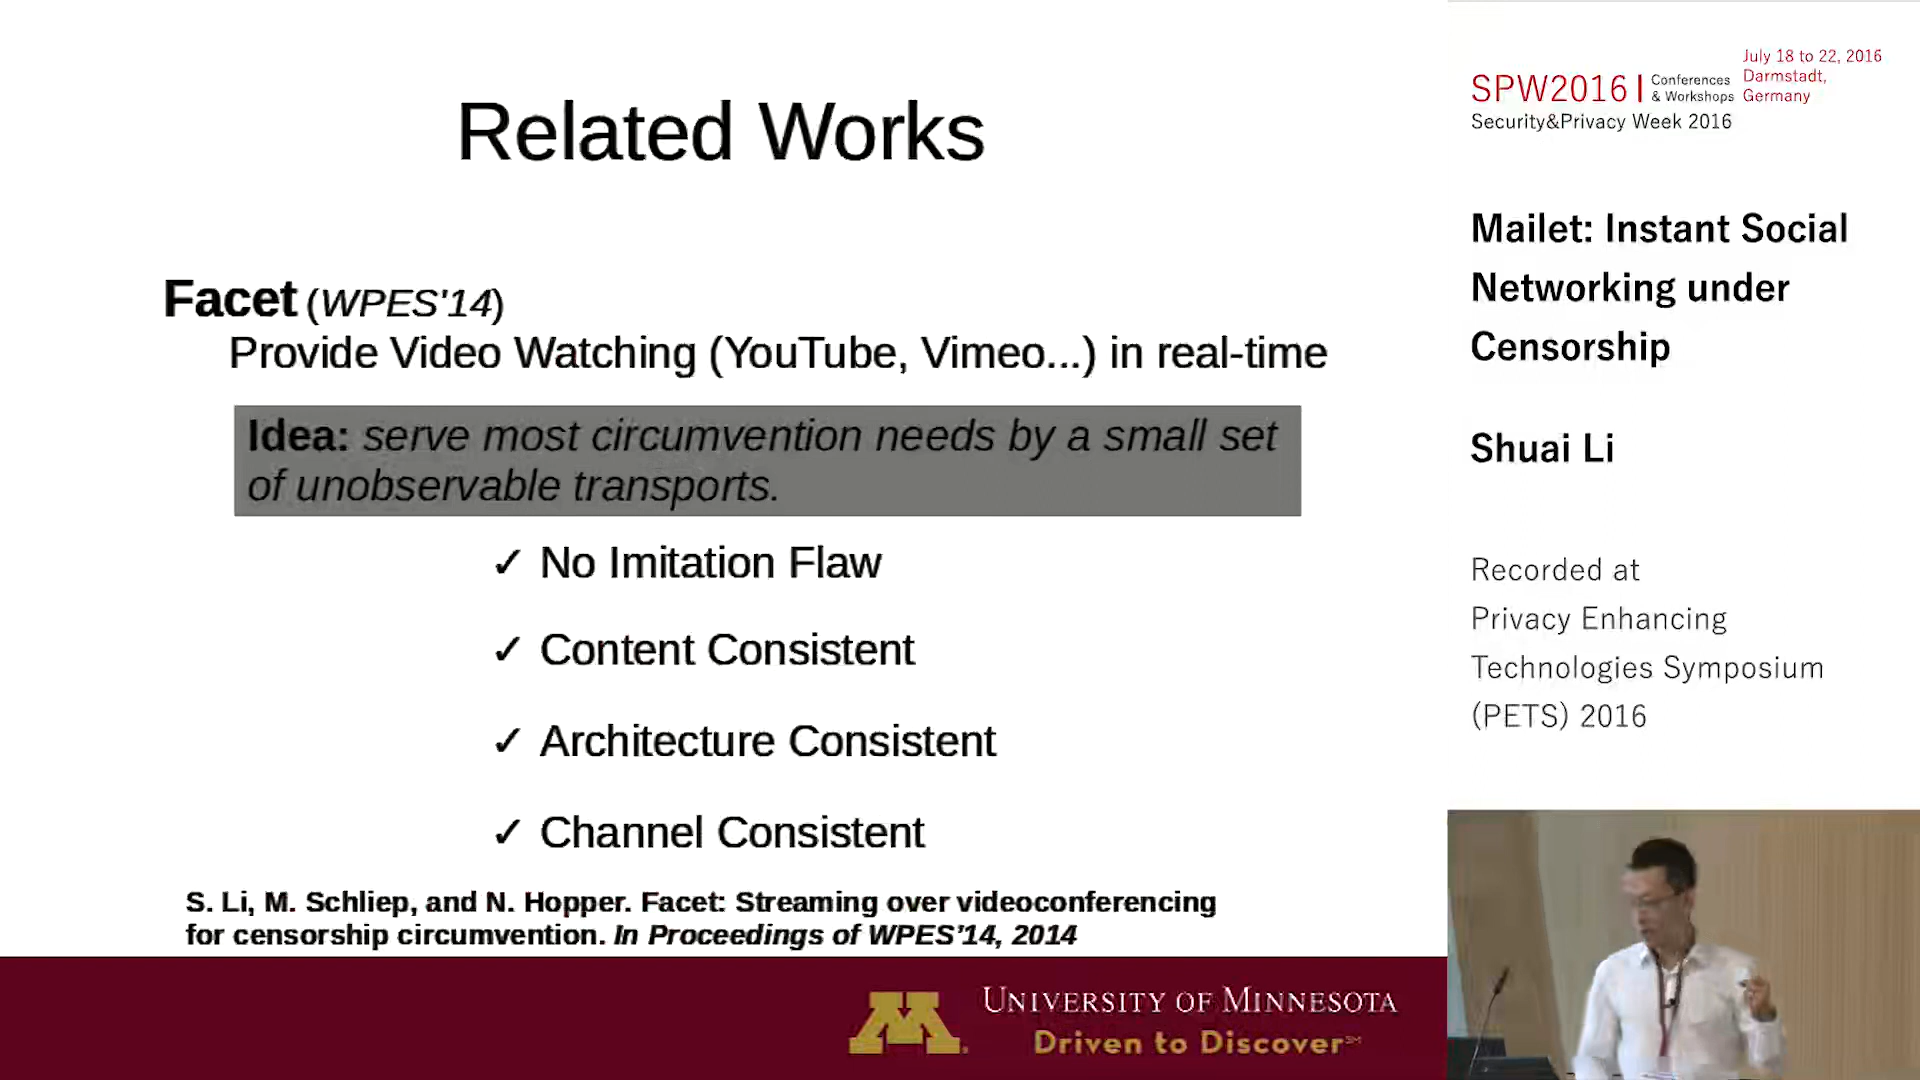 Related Works
Facet (WPES'14)
Provide Video Watching (YouTube, Vimeo...) in real-time
Idea: serve most circumvention needs by a small set
of unobservable transports.
✓ No Imitation Flaw
✓ Content Consistent
✓ Architecture Consistent
✓ Channel Consistent
S. Li, M. Schliep, and N. Hopper. Facet: Streaming over videoconferencing
for censorship circumvention. In Proceedings of WPES'14, 2014
M
UNIVERSITY OF MINNESOTA
Driven to Discover℠
July 18 to 22, 2016
Darmstadt,
Germany
SPW2016 | Conferences
& Workshops
Security&Privacy Week 2016
Mailet: Instant Social
Networking under
Censorship
Shuai Li
Recorded at
Privacy Enhancing
Technologies Symposium
(PETS) 2016